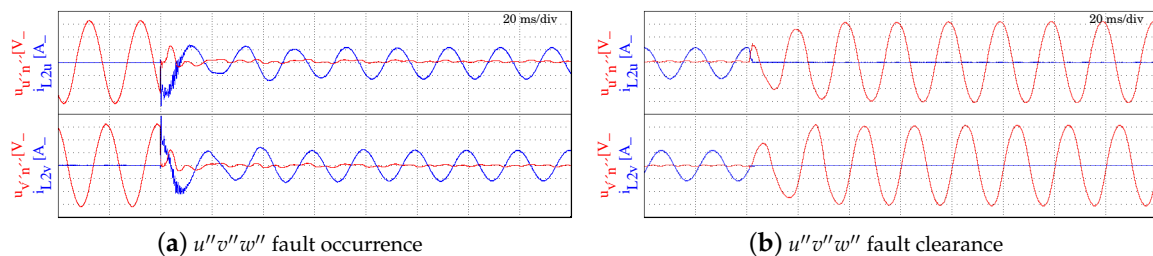 20 ms/div
u_u´n´´ [V_
i_L2u [A_
u_v´n´´ [V_
i_L2v [A_
20 ms/div
u_u´n´´ [V_
i_L2u [A_
u_v´n´´ [V_
i_L2v [A_
(a) u″v″w″ fault occurrence
(b) u″v″w″ fault clearance